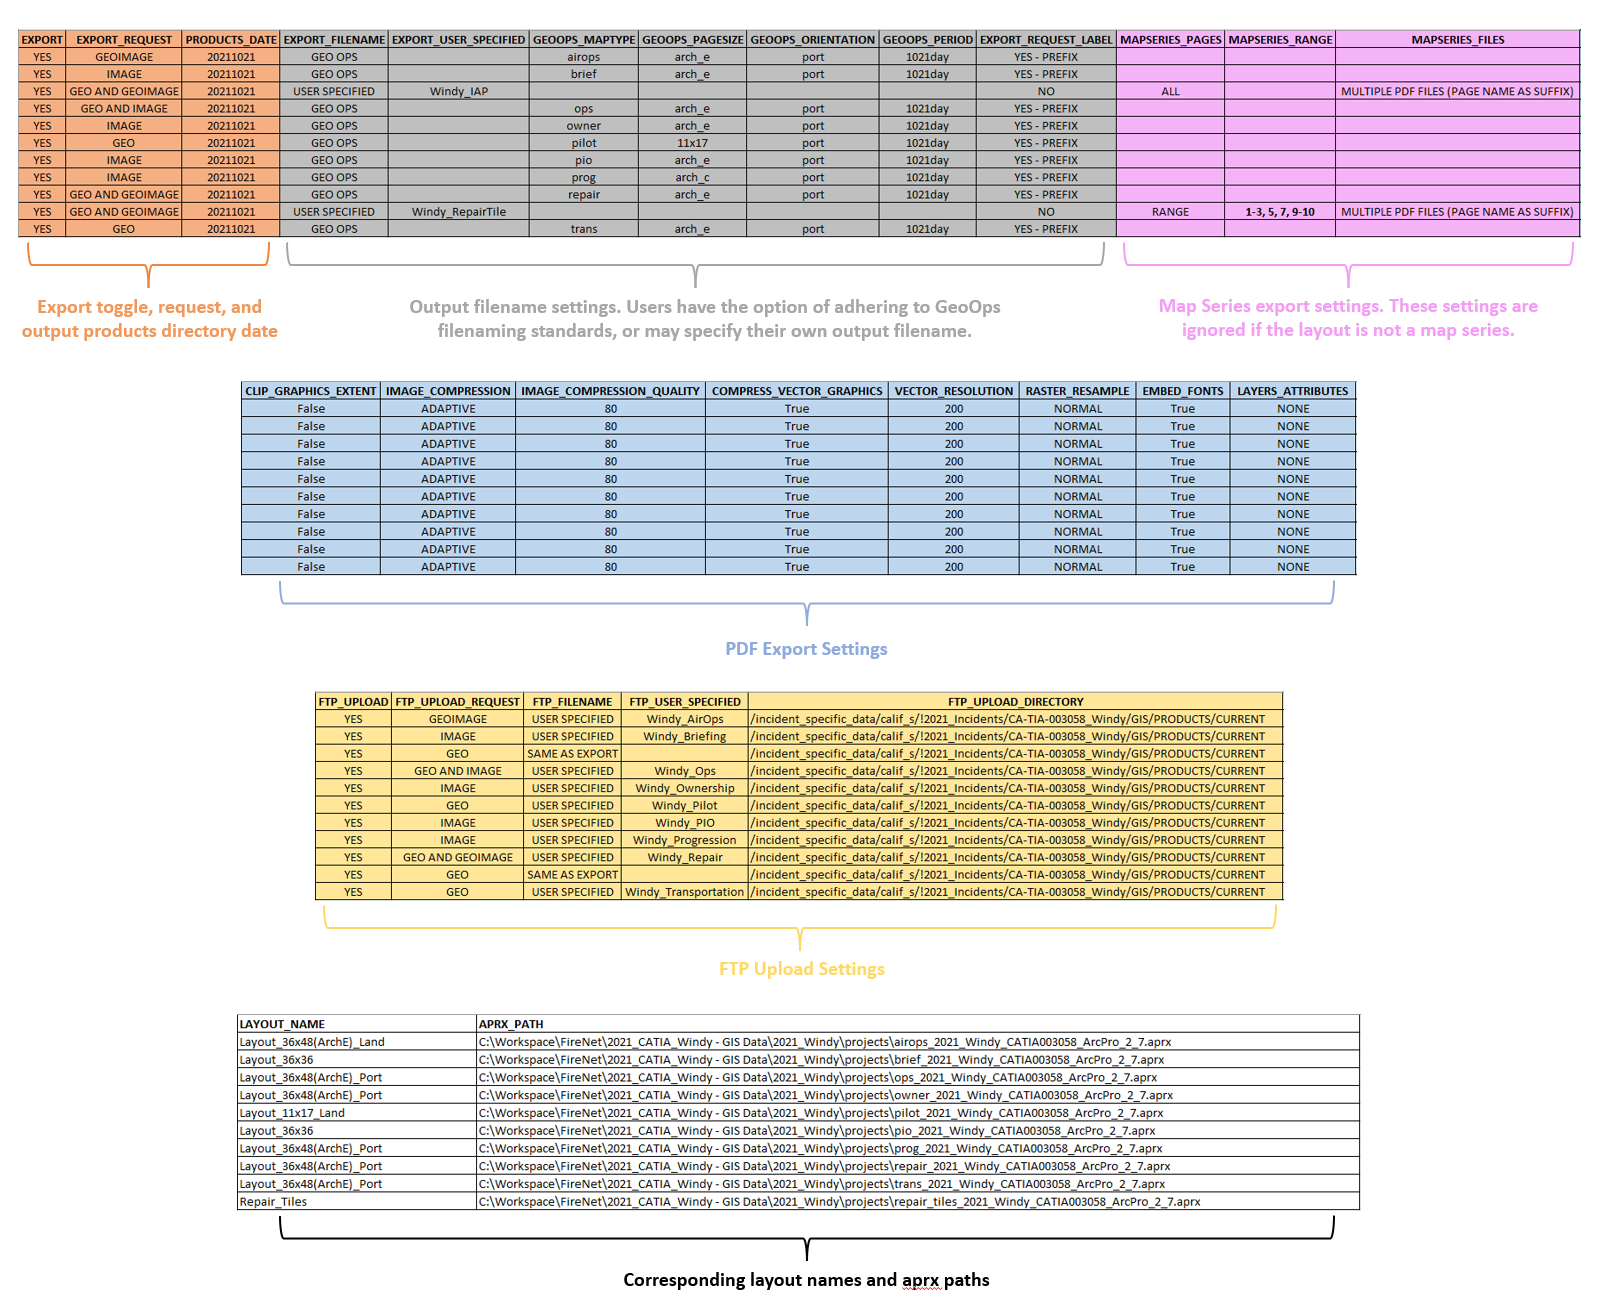 EXPORT EXPORT_REQUEST PRODUCTS_DATE EXPORT_FILENAME EXPORT_USER_SPECIFIED GEOOPS_MAPTYPE GEOOPS_PAGESIZE GEOOPS_ORIENTATION GEOOPS_PERIOD EXPORT_REQUEST_LABEL MAPSERIES_PAGES MAPSERIES_RANGE MAPSERIES_FILES
YES GEOIMAGE 20211021 GEO OPS airops arch_e port 1021day YES - PREFIX
YES IMAGE 20211021 GEO OPS brief arch_e port 1021day YES - PREFIX
YES GEO AND GEOIMAGE 20211021 USER SPECIFIED Windy_IAP NO ALL MULTIPLE PDF FILES (PAGE NAME AS SUFFIX)
YES GEO AND IMAGE 20211021 GEO OPS ops arch_e port 1021day YES - PREFIX
YES IMAGE 20211021 GEO OPS owner arch_e port 1021day YES - PREFIX
YES GEO 20211021 GEO OPS pilot 11x17 port 1021day YES - PREFIX
YES IMAGE 20211021 GEO OPS pio arch_e port 1021day YES - PREFIX
YES IMAGE 20211021 GEO OPS prog arch_c port 1021day YES - PREFIX
YES GEO AND GEOIMAGE 20211021 GEO OPS repair arch_e port 1021day YES - PREFIX
YES GEO AND GEOIMAGE 20211021 USER SPECIFIED Windy_RepairTile NO RANGE 1-3, 5, 7, 9-10 MULTIPLE PDF FILES (PAGE NAME AS SUFFIX)
YES GEO 20211021 GEO OPS trans arch_e port 1021day YES - PREFIX
Export toggle, request, and
output products directory date
Output filename settings. Users have the option of adhering to GeoOps
filenaming standards, or may specify their own output filename.
Map Series export settings. These settings are
ignored if the layout is not a map series.
CLIP_GRAPHICS_EXTENT IMAGE_COMPRESSION IMAGE_COMPRESSION_QUALITY COMPRESS_VECTOR_GRAPHICS VECTOR_RESOLUTION RASTER_RESAMPLE EMBED_FONTS LAYERS_ATTRIBUTES
False ADAPTIVE 80 True 200 NORMAL True NONE
False ADAPTIVE 80 True 200 NORMAL True NONE
False ADAPTIVE 80 True 200 NORMAL True NONE
False ADAPTIVE 80 True 200 NORMAL True NONE
False ADAPTIVE 80 True 200 NORMAL True NONE
False ADAPTIVE 80 True 200 NORMAL True NONE
False ADAPTIVE 80 True 200 NORMAL True NONE
False ADAPTIVE 80 True 200 NORMAL True NONE
False ADAPTIVE 80 True 200 NORMAL True NONE
False ADAPTIVE 80 True 200 NORMAL True NONE
PDF Export Settings
FTP_UPLOAD FTP_UPLOAD_REQUEST FTP_FILENAME FTP_USER_SPECIFIED FTP_UPLOAD_DIRECTORY
YES GEOIMAGE USER SPECIFIED Windy_AirOps /incident_specific_data/calif_s/!2021_Incidents/CA-TIA-003058_Windy/GIS/PRODUCTS/CURRENT
YES IMAGE USER SPECIFIED Windy_Briefing /incident_specific_data/calif_s/!2021_Incidents/CA-TIA-003058_Windy/GIS/PRODUCTS/CURRENT
YES GEO SAME AS EXPORT /incident_specific_data/calif_s/!2021_Incidents/CA-TIA-003058_Windy/GIS/PRODUCTS/CURRENT
YES GEO AND IMAGE USER SPECIFIED Windy_Ops /incident_specific_data/calif_s/!2021_Incidents/CA-TIA-003058_Windy/GIS/PRODUCTS/CURRENT
YES IMAGE USER SPECIFIED Windy_Ownership /incident_specific_data/calif_s/!2021_Incidents/CA-TIA-003058_Windy/GIS/PRODUCTS/CURRENT
YES GEO USER SPECIFIED Windy_Pilot /incident_specific_data/calif_s/!2021_Incidents/CA-TIA-003058_Windy/GIS/PRODUCTS/CURRENT
YES IMAGE USER SPECIFIED Windy_PIO /incident_specific_data/calif_s/!2021_Incidents/CA-TIA-003058_Windy/GIS/PRODUCTS/CURRENT
YES IMAGE USER SPECIFIED Windy_Progression /incident_specific_data/calif_s/!2021_Incidents/CA-TIA-003058_Windy/GIS/PRODUCTS/CURRENT
YES GEO AND GEOIMAGE USER SPECIFIED Windy_Repair /incident_specific_data/calif_s/!2021_Incidents/CA-TIA-003058_Windy/GIS/PRODUCTS/CURRENT
YES GEO SAME AS EXPORT /incident_specific_data/calif_s/!2021_Incidents/CA-TIA-003058_Windy/GIS/PRODUCTS/CURRENT
YES GEO USER SPECIFIED Windy_Transportation /incident_specific_data/calif_s/!2021_Incidents/CA-TIA-003058_Windy/GIS/PRODUCTS/CURRENT
FTP Upload Settings
LAYOUT_NAME APRX_PATH
Layout_36x48(ArchE)_Land C:\Workspace\FireNet\2021_CATIA_Windy - GIS Data\2021_Windy\projects\airops_2021_Windy_CATIA003058_ArcPro_2_7.aprx
Layout_36x36 C:\Workspace\FireNet\2021_CATIA_Windy - GIS Data\2021_Windy\projects\brief_2021_Windy_CATIA003058_ArcPro_2_7.aprx
Layout_36x48(ArchE)_Port C:\Workspace\FireNet\2021_CATIA_Windy - GIS Data\2021_Windy\projects\ops_2021_Windy_CATIA003058_ArcPro_2_7.aprx
Layout_36x48(ArchE)_Port C:\Workspace\FireNet\2021_CATIA_Windy - GIS Data\2021_Windy\projects\owner_2021_Windy_CATIA003058_ArcPro_2_7.aprx
Layout_11x17_Land C:\Workspace\FireNet\2021_CATIA_Windy - GIS Data\2021_Windy\projects\pilot_2021_Windy_CATIA003058_ArcPro_2_7.aprx
Layout_36x36 C:\Workspace\FireNet\2021_CATIA_Windy - GIS Data\2021_Windy\projects\pio_2021_Windy_CATIA003058_ArcPro_2_7.aprx
Layout_36x48(ArchE)_Port C:\Workspace\FireNet\2021_CATIA_Windy - GIS Data\2021_Windy\projects\prog_2021_Windy_CATIA003058_ArcPro_2_7.aprx
Layout_36x48(ArchE)_Port C:\Workspace\FireNet\2021_CATIA_Windy - GIS Data\2021_Windy\projects\repair_2021_Windy_CATIA003058_ArcPro_2_7.aprx
Layout_36x48(ArchE)_Port C:\Workspace\FireNet\2021_CATIA_Windy - GIS Data\2021_Windy\projects\trans_2021_Windy_CATIA003058_ArcPro_2_7.aprx
Repair_Tiles C:\Workspace\FireNet\2021_CATIA_Windy - GIS Data\2021_Windy\projects\repair_tiles_2021_Windy_CATIA003058_ArcPro_2_7.aprx
Corresponding layout names and aprx paths